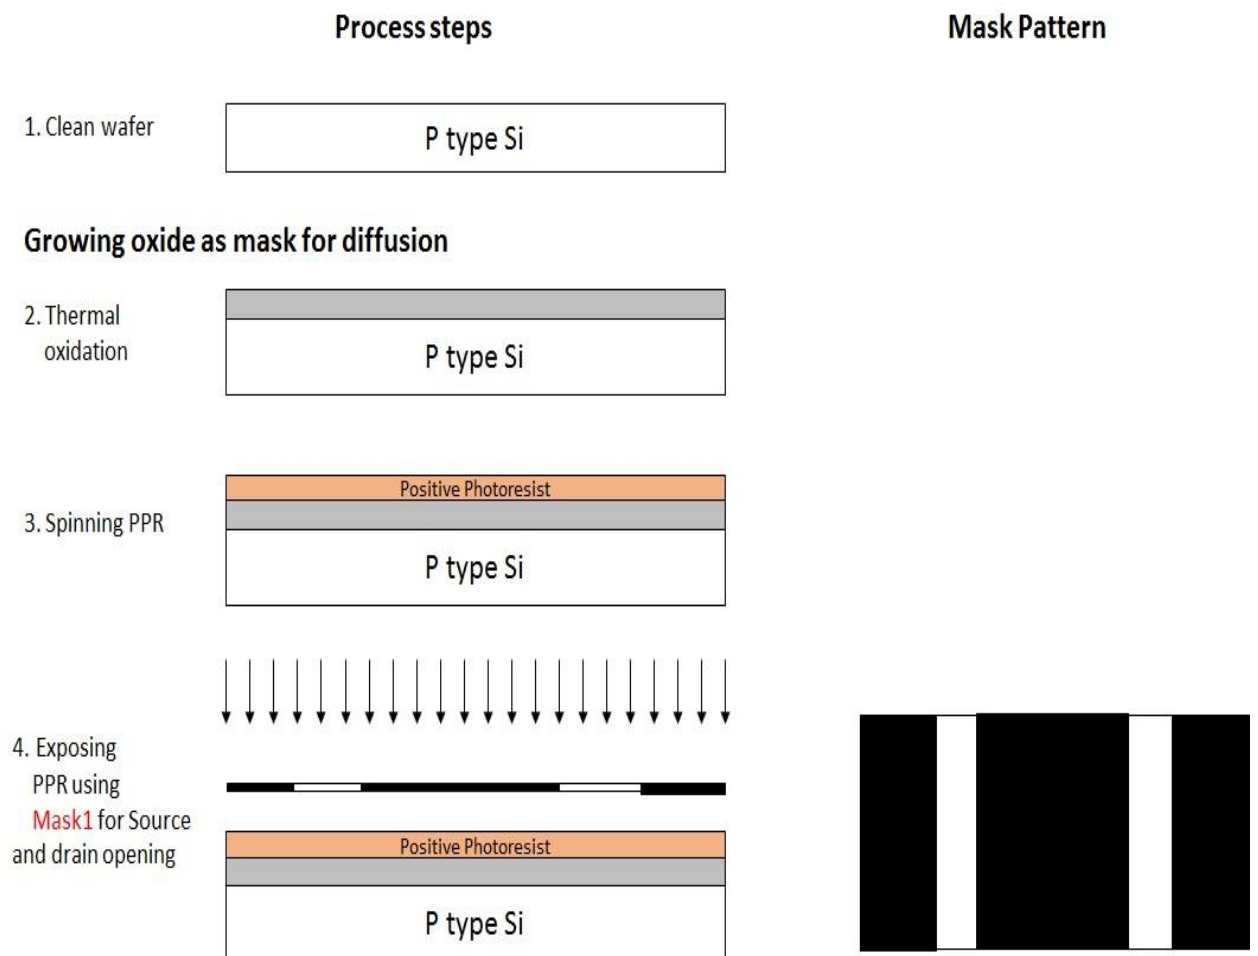 Process steps
Mask Pattern
1. Clean wafer
P type Si
Growing oxide as mask for diffusion
2. Thermal
oxidation
P type Si
Positive Photoresist
3. Spinning PPR
P type Si
4. Exposing
PPR using
Mask1 for Source
and drain opening
Positive Photoresist
P type Si